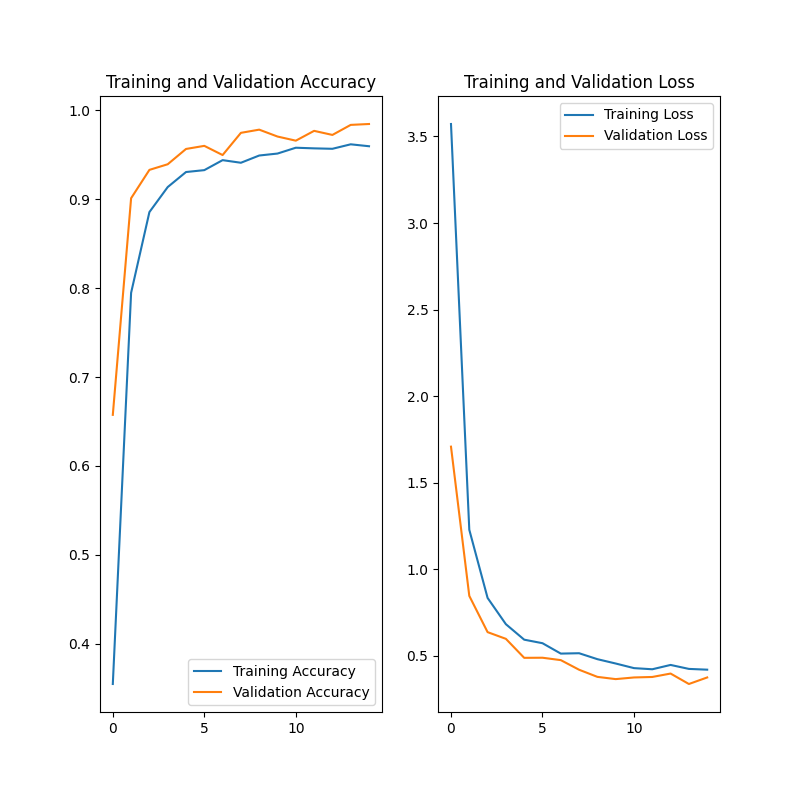 Training and Validation Accuracy
1.0
0.9
0.8
0.7
0.6
0.5
0.4
Training Accuracy
Validation Accuracy
0 5 10
Training and Validation Loss
Training Loss
Validation Loss
3.5
3.0
2.5
2.0
1.5
1.0
0.5
0 5 10